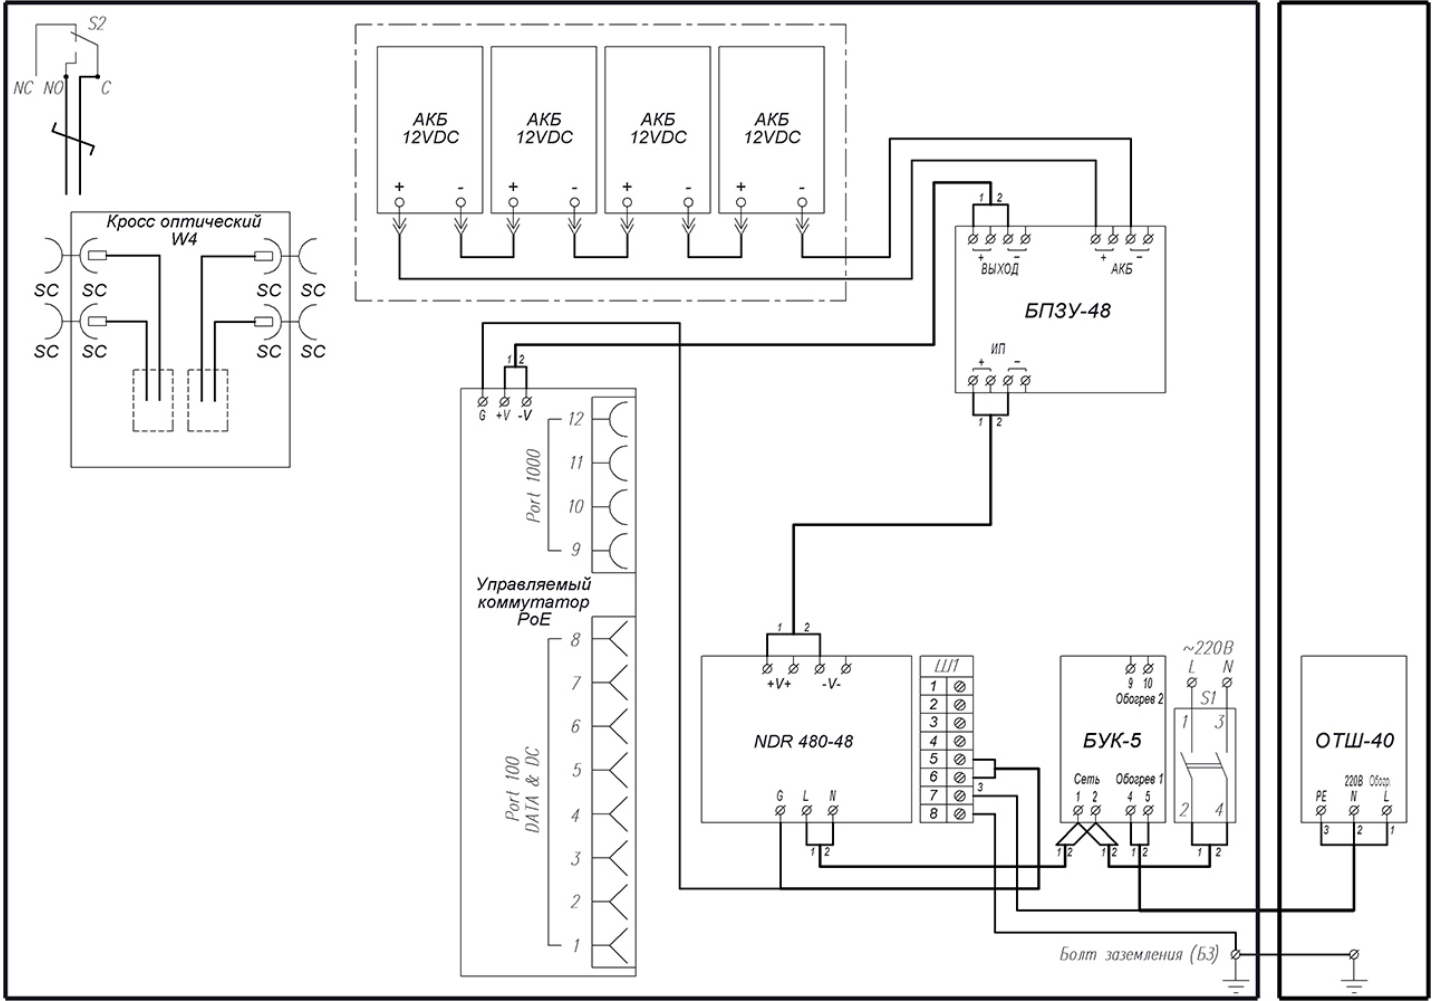 S2
NC NO C
Кросс оптический
W4
SC SC SC SC
SC SC SC SC
АКБ
12VDC
+ -
АКБ
12VDC
+ -
АКБ
12VDC
+ -
АКБ
12VDC
+ -
1 2
+ - + -
ВЫХОД АКБ
БПЗУ-48
ИП
+ -
1 2
1 2
G +V -V
12
11
10
9
Port 1000
Управляемый
коммутатор
PoE
8
7
6
5
4
3
2
1
Port 100
DATA & DC
1 2
+V+ -V-
NDR 480-48
G L N
1 2
Ш1
1
2
3
4
5
6
7
8
3
9 10
Обогрев 2
БУК-5
Сеть Обогрев 1
1 2 4 5
1 2 1 2 1 2
~220В
L N
S1
1 3
2 4
1 2
ОТШ-40
220В Обогр.
PE N L
3 2 1
Болт заземления (БЗ)